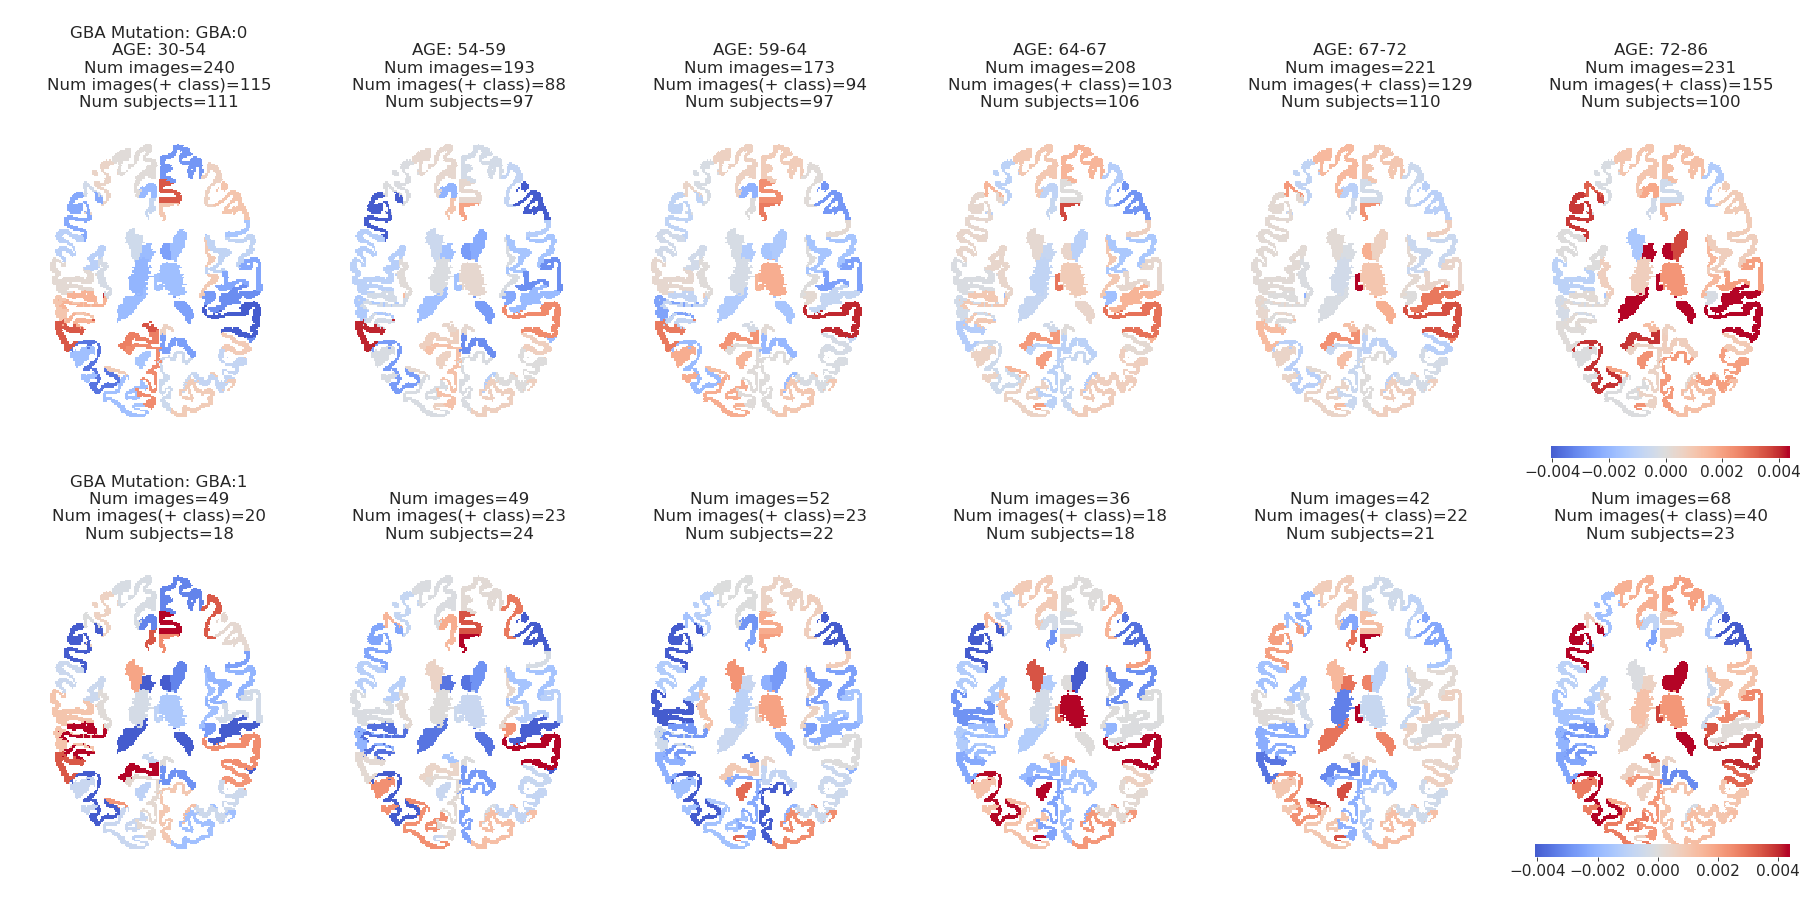 GBA Mutation: GBA:0
AGE: 30-54
Num images=240
Num images(+ class)=115
Num subjects=111
AGE: 54-59
Num images=193
Num images(+ class)=88
Num subjects=97
AGE: 59-64
Num images=173
Num images(+ class)=94
Num subjects=97
AGE: 64-67
Num images=208
Num images(+ class)=103
Num subjects=106
AGE: 67-72
Num images=221
Num images(+ class)=129
Num subjects=110
AGE: 72-86
Num images=231
Num images(+ class)=155
Num subjects=100
−0.004 −0.002 0.000 0.002 0.004
GBA Mutation: GBA:1
Num images=49
Num images(+ class)=20
Num subjects=18
Num images=49
Num images(+ class)=23
Num subjects=24
Num images=52
Num images(+ class)=23
Num subjects=22
Num images=36
Num images(+ class)=18
Num subjects=18
Num images=42
Num images(+ class)=22
Num subjects=21
Num images=68
Num images(+ class)=40
Num subjects=23
−0.004 −0.002 0.000 0.002 0.004